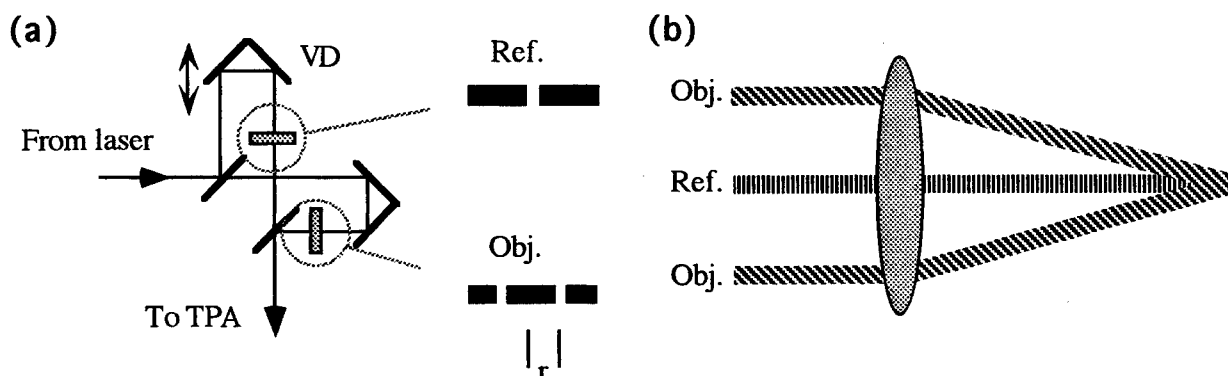 (a)
VD
From laser
To TPA
Ref.
Obj.
r
(b)
Obj.
Ref.
Obj.